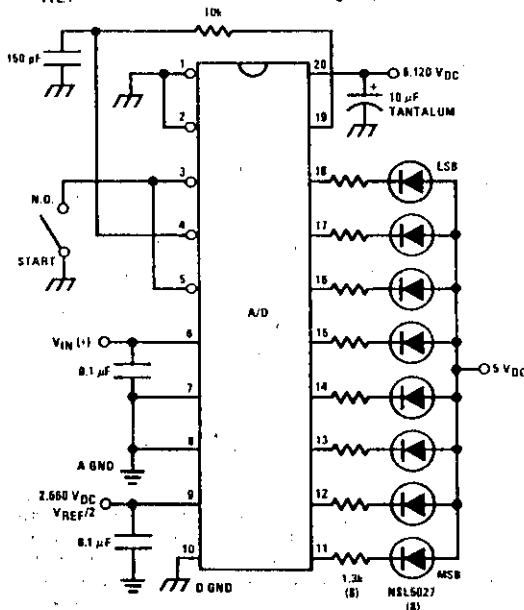 10k
150 pF
1
20
5.120 VDC
+
10 µF
TANTALUM
2
19
3
18
LSB
N.O.
4
17
START
5
16
A/D
15
VIN (+)
6
0.1 µF
5 VDC
7
14
8
13
A GND
2.560 VDC
VREF/2
9
12
0.1 µF
10
11
MSB
D GND
1.3k
(8)
NSL5027
(8)